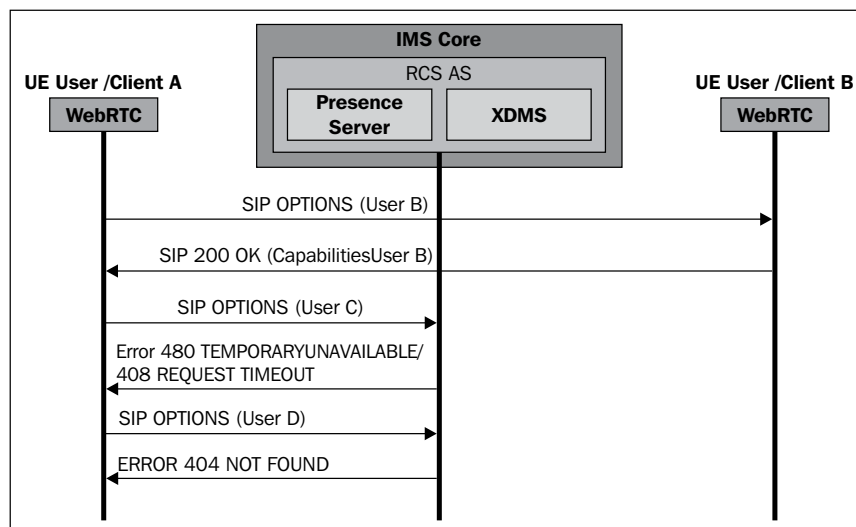 IMS Core
RCS AS
UE User /Client A
UE User /Client B
WebRTC
Presence
Server
XDMS
WebRTC
SIP OPTIONS (User B)
SIP 200 OK (CapabilitiesUser B)
SIP OPTIONS (User C)
Error 480 TEMPORARYUNAVAILABLE/
408 REQUEST TIMEOUT
SIP OPTIONS (User D)
ERROR 404 NOT FOUND